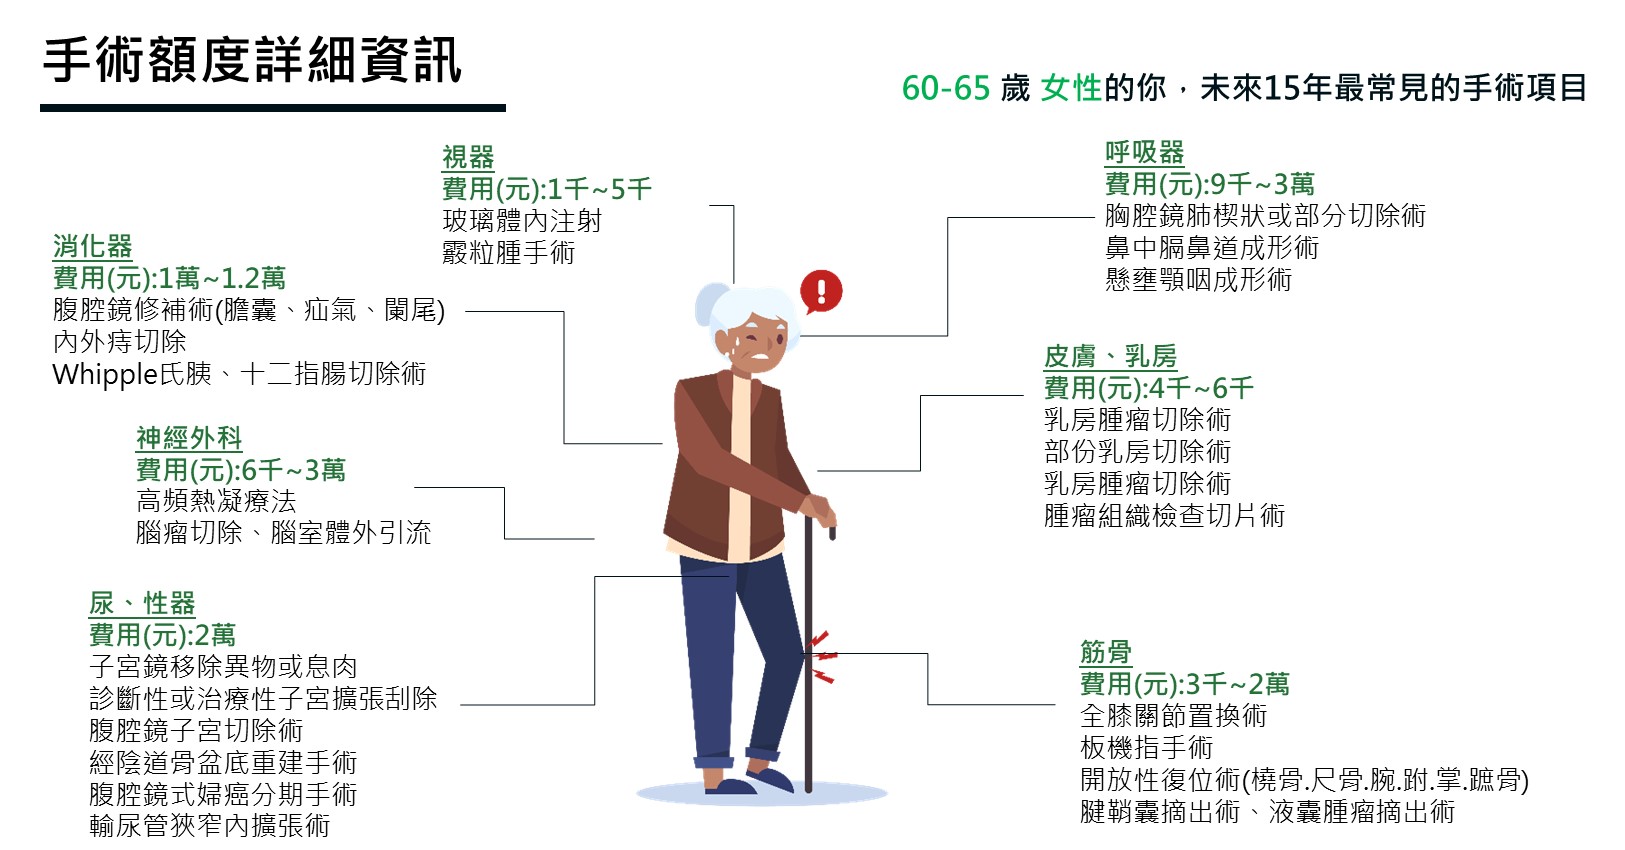 手術額度詳細資訊
60-65 歲 女性的你，未來15年最常見的手術項目
視器
費用(元):1千~5千
玻璃體內注射
霰粒腫手術
呼吸器
費用(元):9千~3萬
胸腔鏡肺楔狀或部分切除術
鼻中膈鼻道成形術
懸壅顎咽成形術
消化器
費用(元):1萬~1.2萬
腹腔鏡修補術(膽囊、疝氣、闌尾)
內外痔切除
Whipple氏胰、十二指腸切除術
皮膚、乳房
費用(元):4千~6千
乳房腫瘤切除術
部份乳房切除術
乳房腫瘤切除術
腫瘤組織檢查切片術
神經外科
費用(元):6千~3萬
高頻熱凝療法
腦瘤切除、腦室體外引流
尿、性器
費用(元):2萬
子宮鏡移除異物或息肉
診斷性或治療性子宮擴張刮除
腹腔鏡子宮切除術
經陰道骨盆底重建手術
腹腔鏡式婦癌分期手術
輸尿管狹窄內擴張術
筋骨
費用(元):3千~2萬
全膝關節置換術
板機指手術
開放性復位術(橈骨.尺骨.腕.跗.掌.蹠骨)
腱鞘囊摘出術、液囊腫瘤摘出術